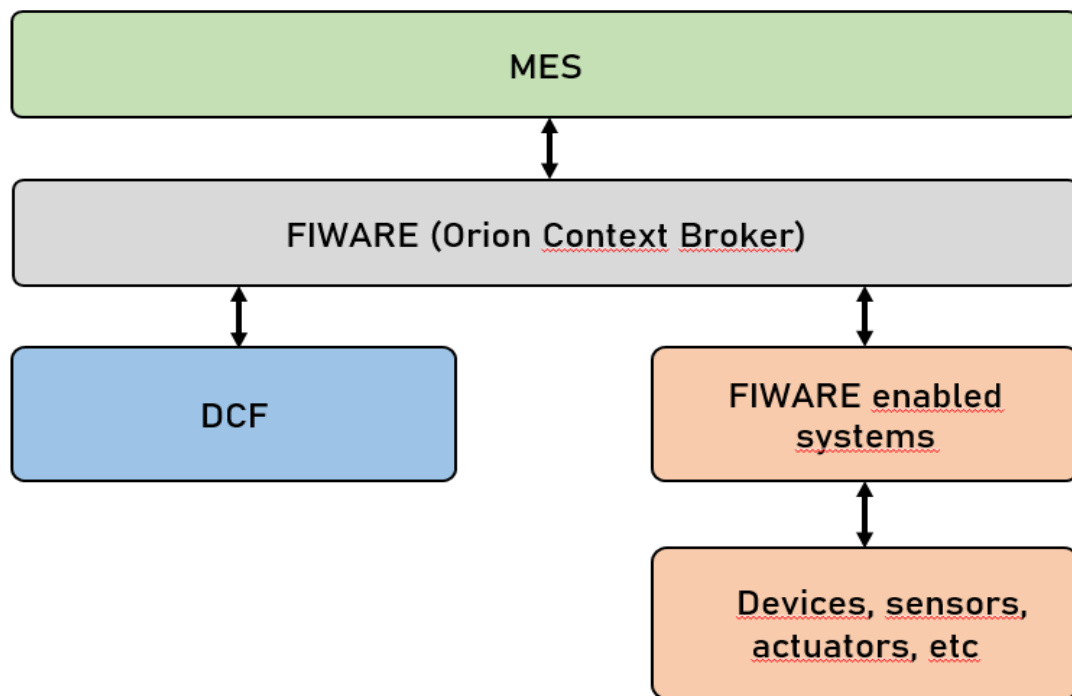 MES
FIWARE (Orion Context Broker)
DCF
FIWARE enabled
systems
Devices, sensors,
actuators, etc